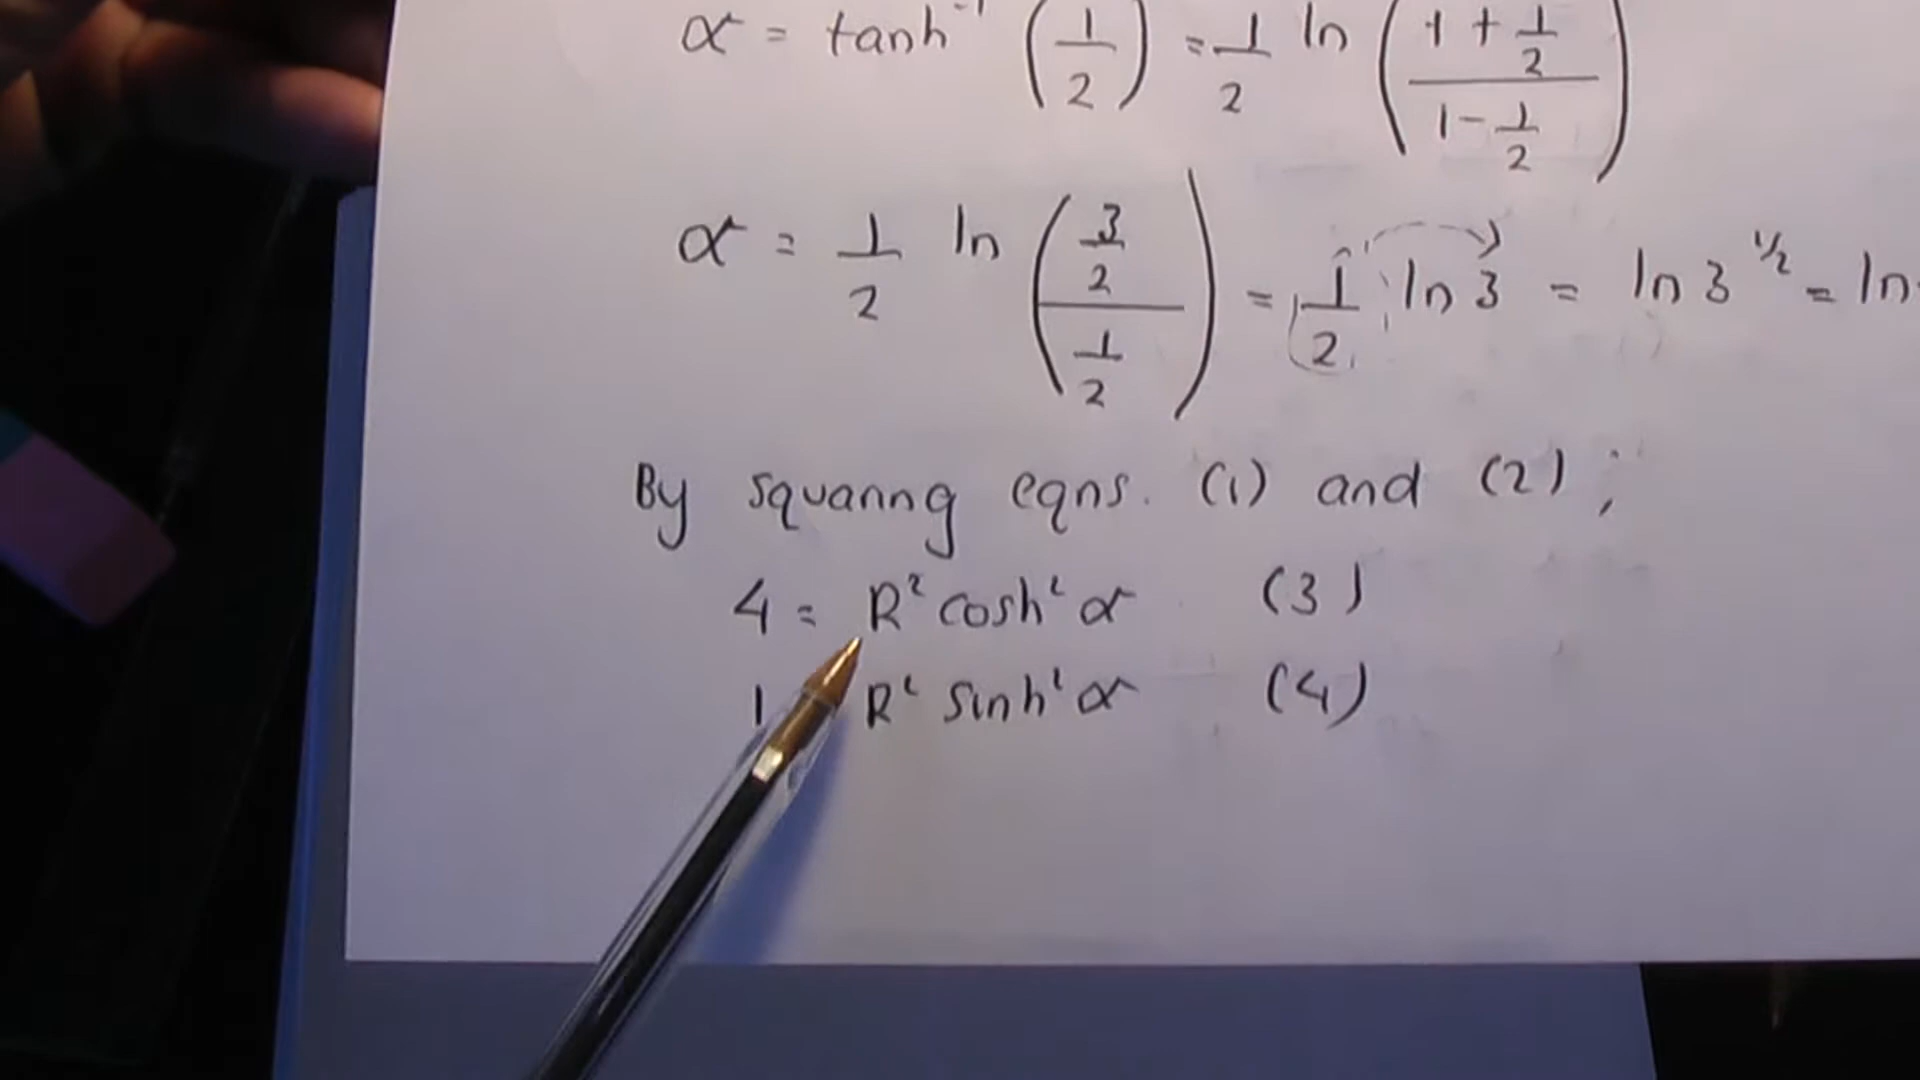 α = tanh⁻¹ (1/2) = 1/2 ln ((1 + 1/2)/(1 - 1/2))
α = 1/2 ln ((3/2)/(1/2)) = 1/2 ln 3 = ln 3^1/2 = ln
By squaring eqns. (1) and (2) ;
4 = R² cosh² α (3)
1 R² sinh² α (4)